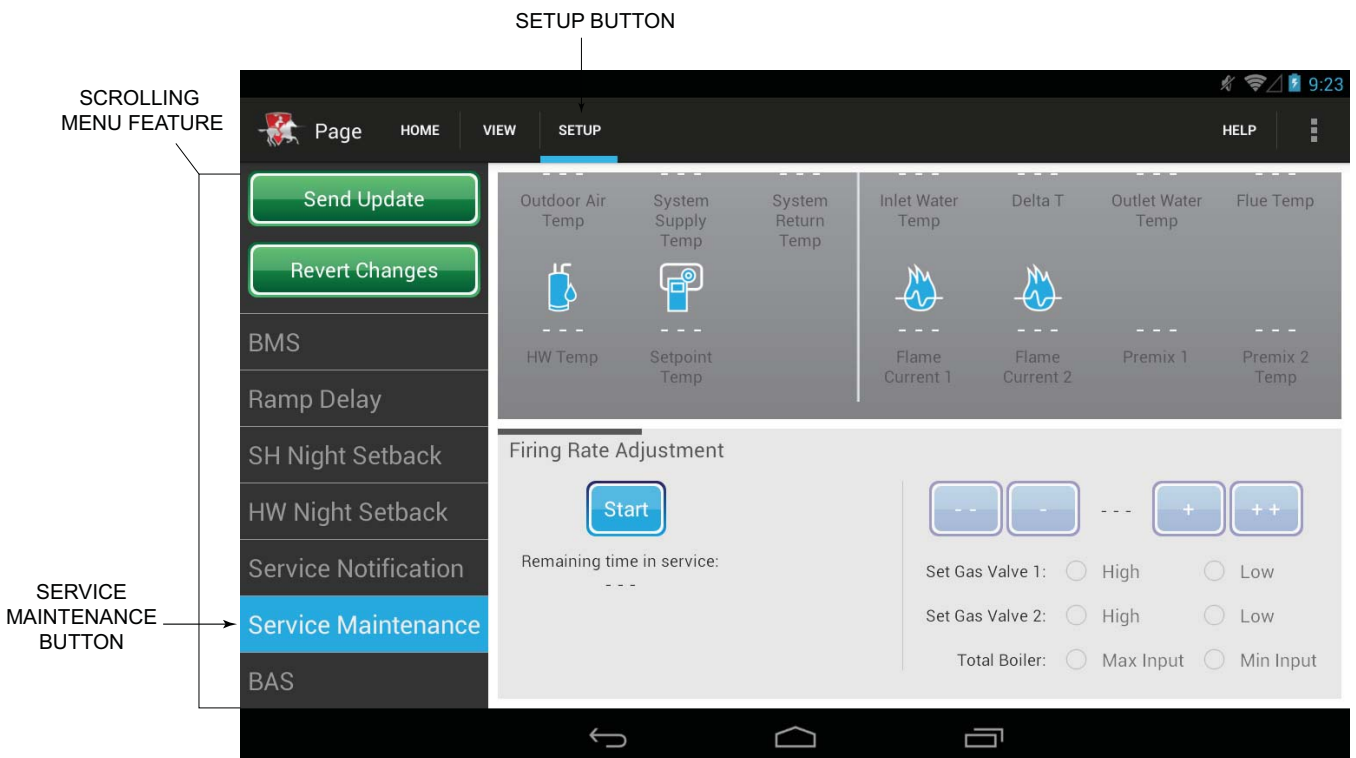 SETUP BUTTON
SCROLLING
MENU FEATURE
9:23
Page HOME VIEW SETUP HELP
Send Update
Revert Changes
BMS
Ramp Delay
SH Night Setback
HW Night Setback
Service Notification
SERVICE
MAINTENANCE
BUTTON
Service Maintenance
BAS
- - - - - - - - - - - - - - - - - - - - -
Outdoor Air System System Inlet Water Delta T Outlet Water Flue Temp
Temp Supply Return Temp Temp
Temp Temp
- - - - - - - - - - - - - - - - - -
HW Temp Setpoint Flame Flame Premix 1 Premix 2
Temp Current 1 Current 2 Temp
Firing Rate Adjustment
Start
Remaining time in service:
- - -
- - - - - - + + +
Set Gas Valve 1: High Low
Set Gas Valve 2: High Low
Total Boiler: Max Input Min Input